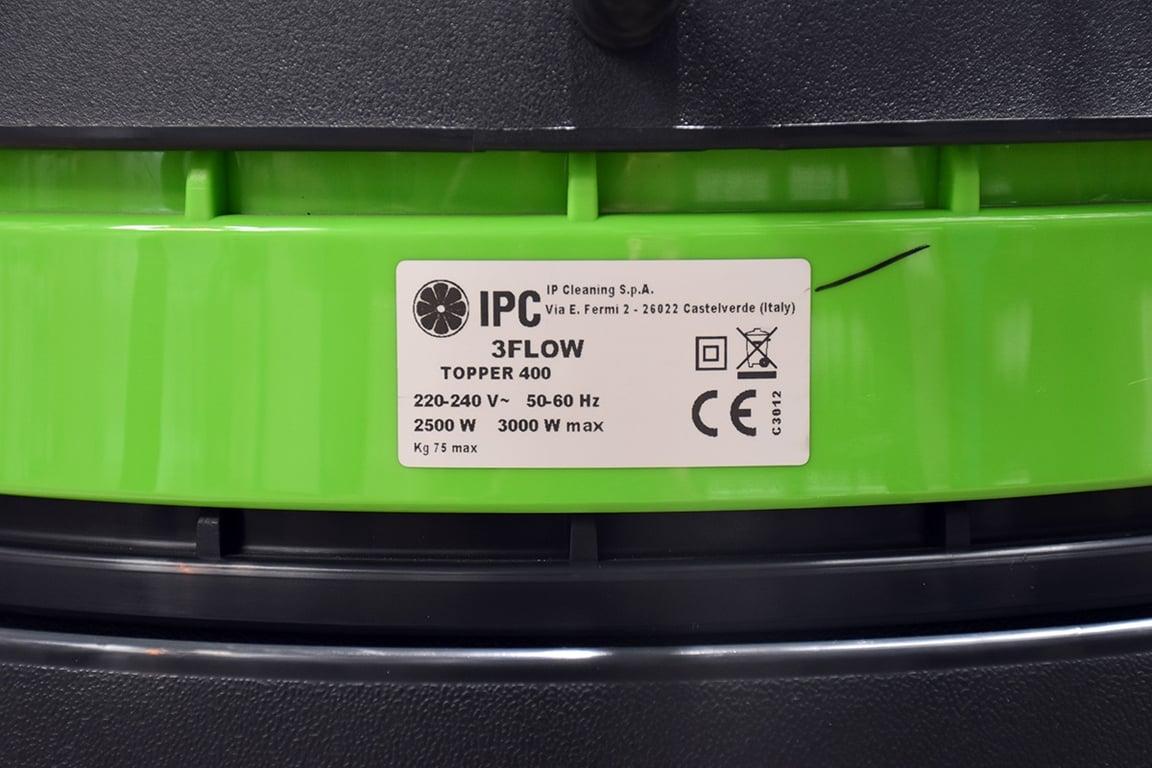 IPC
IP Cleaning S.p.A.
Via E. Fermi 2 - 26022 Castelverde (Italy)
3FLOW
TOPPER 400
220-240 V~ 50-60 Hz
2500 W 3000 W max
Kg 75 max
CE
C3012